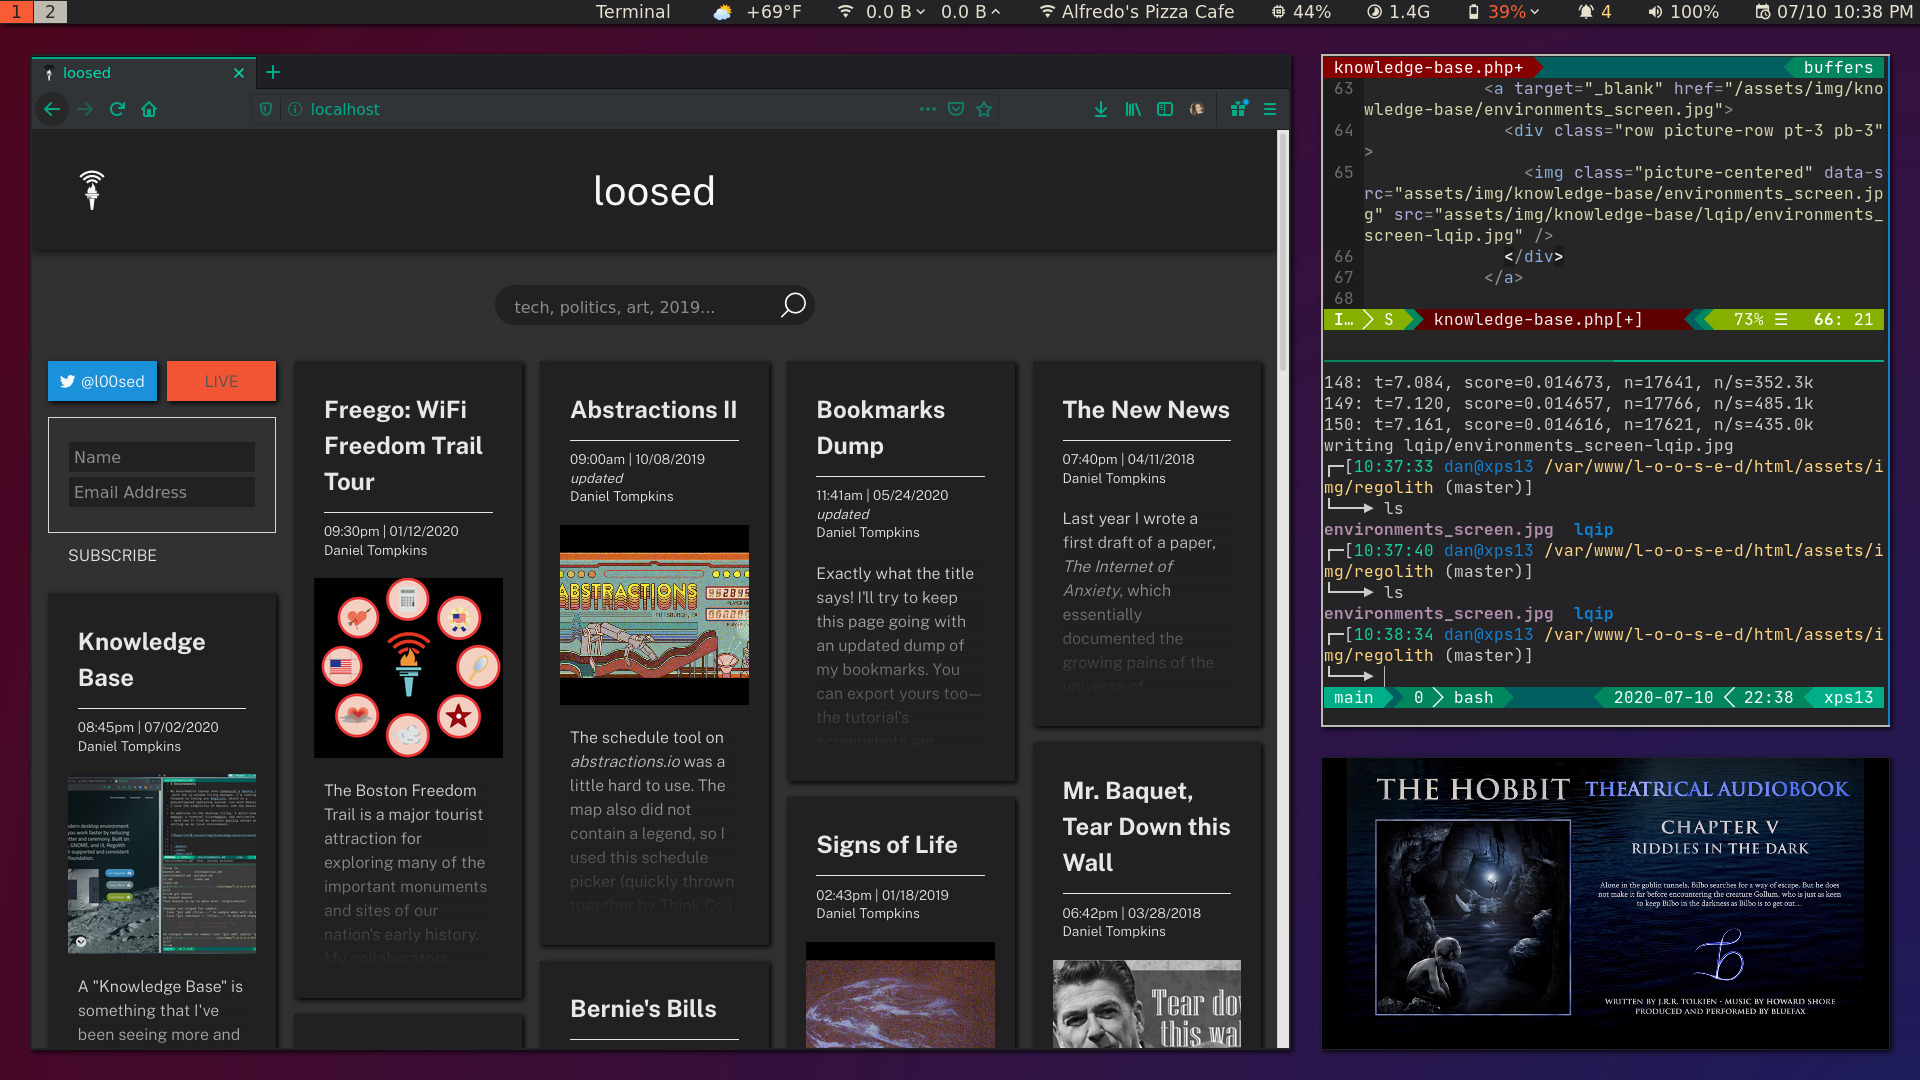 1 2 Terminal +69°F 0.0 B 0.0 B Alfredo's Pizza Cafe 44% 1.4G 39% 4 100% 07/10 10:38 PM
loosed
localhost
loosed
tech, politics, art, 2019...
@l00sed LIVE
Name
Email Address
SUBSCRIBE
Knowledge
Base
08:45pm | 07/02/2020
Daniel Tompkins
A "Knowledge Base" is
something that I've
been seeing more and
Freego: WiFi
Freedom Trail
Tour
09:30pm | 01/12/2020
Daniel Tompkins
The Boston Freedom
Trail is a major tourist
attraction for
exploring many of the
important monuments
and sites of our
nation's early history.
My collaborators
Abstractions II
09:00am | 10/08/2019
updated
Daniel Tompkins
ABSTRACTIONS
The schedule tool on
abstractions.io was a
little hard to use. The
map also did not
contain a legend, so I
used this schedule
picker (quickly thrown
together by Think Co.)
Bernie's Bills
Bookmarks
Dump
11:41am | 05/24/2020
updated
Daniel Tompkins
Exactly what the title
says! I'll try to keep
this page going with
an updated dump of
my bookmarks. You
can export yours too—
the tutorial's
screenshots are
Signs of Life
02:43pm | 01/18/2019
Daniel Tompkins
The New News
07:40pm | 04/11/2018
Daniel Tompkins
Last year I wrote a
first draft of a paper,
The Internet of
Anxiety, which
essentially
documented the
growing pains of the
universe of
Mr. Baquet,
Tear Down this
Wall
06:42pm | 03/28/2018
Daniel Tompkins
Tear do
this wal
knowledge-base.php+ buffers
63 <a target="_blank" href="/assets/img/kno
wledge-base/environments_screen.jpg">
64 <div class="row picture-row pt-3 pb-3"
>
65 <img class="picture-centered" data-s
rc="assets/img/knowledge-base/environments_screen.jp
g" src="assets/img/knowledge-base/lqip/environments_
screen-lqip.jpg" />
66 </div>
67 </a>
68
I… S knowledge-base.php[+] 73% ☰ 66: 21
148: t=7.084, score=0.014673, n=17641, n/s=352.3k
149: t=7.120, score=0.014657, n=17766, n/s=485.1k
150: t=7.161, score=0.014616, n=17621, n/s=435.0k
writing lqip/environments_screen-lqip.jpg
[10:37:33 dan@xps13 /var/www/l-o-o-s-e-d/html/assets/i
mg/regolith (master)]
ls
environments_screen.jpg lqip
[10:37:40 dan@xps13 /var/www/l-o-o-s-e-d/html/assets/i
mg/regolith (master)]
ls
environments_screen.jpg lqip
[10:38:34 dan@xps13 /var/www/l-o-o-s-e-d/html/assets/i
mg/regolith (master)]
main 0 bash 2020-07-10 22:38 xps13
THE HOBBIT THEATRICAL AUDIOBOOK
CHAPTER V
RIDDLES IN THE DARK
Alone in the goblin tunnels, Bilbo searches for a way of escape. But he does
not make it far before encountering the creature Gollum, who is just as keen
to keep Bilbo in the darkness as Bilbo is to get out...
WRITTEN BY J.R.R. TOLKIEN · MUSIC BY HOWARD SHORE
PRODUCED AND PERFORMED BY BLUEFAX